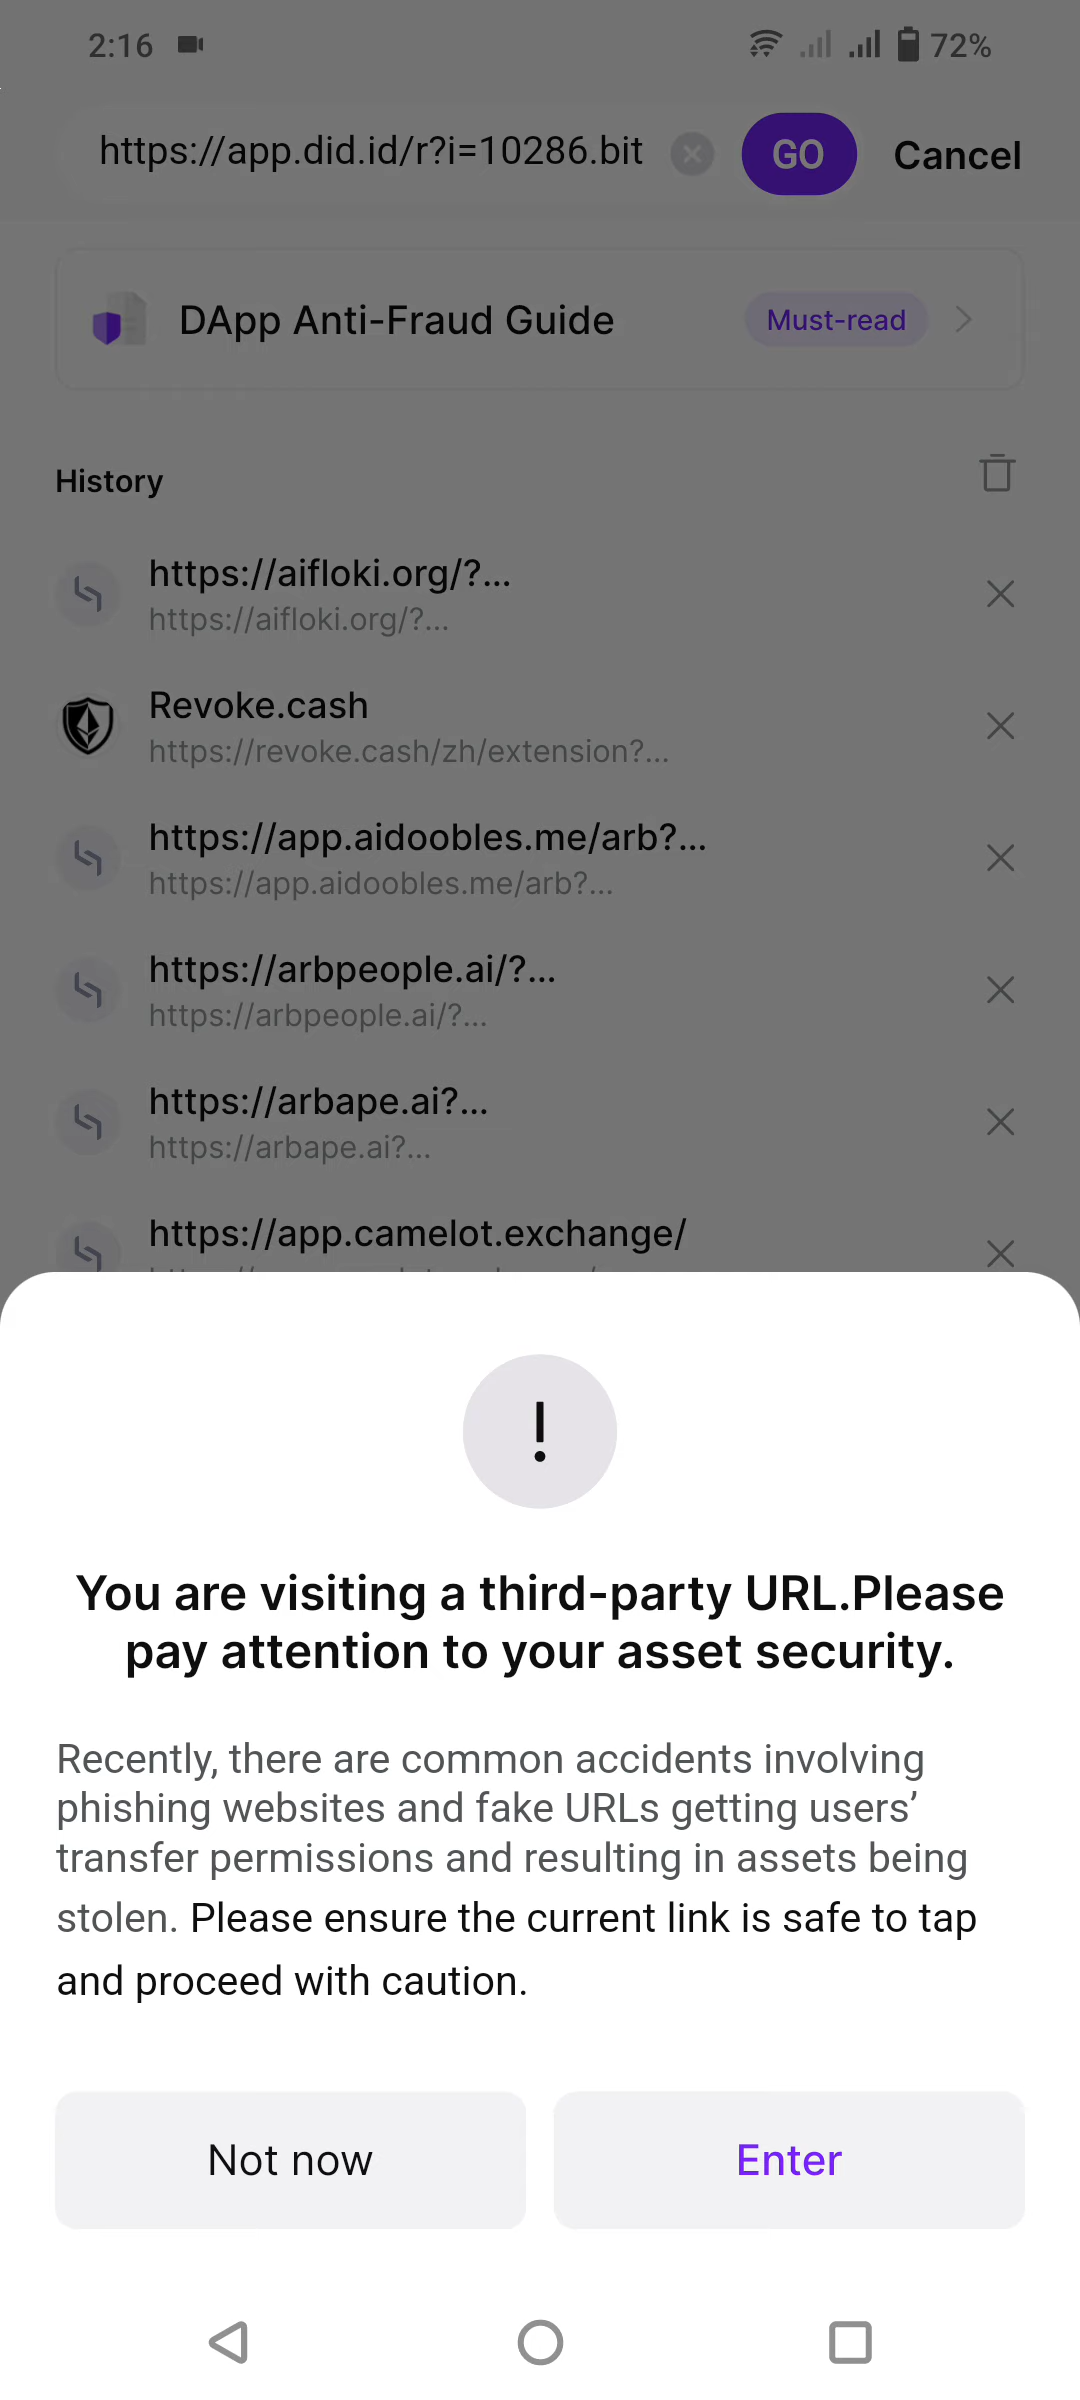 2:16 72%
https://app.did.id/r?i=10286.bit GO Cancel
DApp Anti-Fraud Guide Must-read
History
https://aifloki.org/?...
https://aifloki.org/?...
Revoke.cash
https://revoke.cash/zh/extension?...
https://app.aidoobles.me/arb?...
https://app.aidoobles.me/arb?...
https://arbpeople.ai/?...
https://arbpeople.ai/?...
https://arbape.ai?...
https://arbape.ai?...
https://app.camelot.exchange/
You are visiting a third-party URL.Please
pay attention to your asset security.
Recently, there are common accidents involving
phishing websites and fake URLs getting users’
transfer permissions and resulting in assets being
stolen. Please ensure the current link is safe to tap
and proceed with caution.
Not now Enter